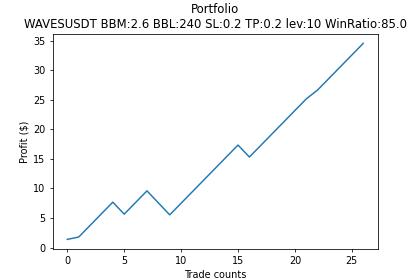 Portfolio
WAVESUSDT BBM:2.6 BBL:240 SL:0.2 TP:0.2 lev:10 WinRatio:85.0
35
30
25
20
15
10
5
0
Profit ($)
0 5 10 15 20 25
Trade counts